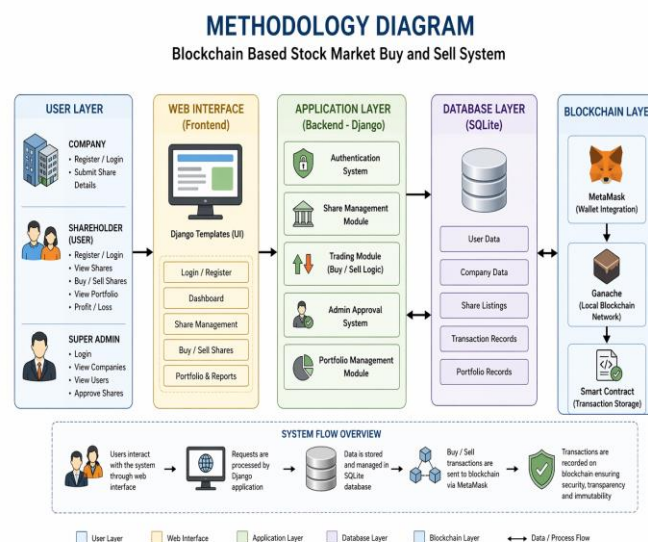 METHODOLOGY DIAGRAM
Blockchain Based Stock Market Buy and Sell System
USER LAYER
COMPANY
• Register / Login
• Submit Share
Details
SHAREHOLDER
(USER)
• Register / Login
• View Shares
• Buy / Sell Shares
• View Portfolio
• Profit / Loss
SUPER ADMIN
• Login
• View Companies
• View Users
• Approve Shares
WEB INTERFACE
(Frontend)
Django Templates (UI)
Login / Register
Dashboard
Share Management
Buy / Sell Shares
Portfolio & Reports
APPLICATION LAYER
(Backend - Django)
Authentication
System
Share Management
Module
Trading Module
(Buy / Sell Logic)
Admin Approval
System
Portfolio Management
Module
DATABASE LAYER
(SQLite)
User Data
Company Data
Share Listings
Transaction Records
Portfolio Records
BLOCKCHAIN LAYE
MetaMask
(Wallet Integration)
Ganache
(Local Blockchain
Network)
Smart Contract
(Transaction Storage)
SYSTEM FLOW OVERVIEW
Users interact
with the system
through web
interface
Requests are
processed by
Django
application
Data is stored
and managed in
SQLite
database
Buy / Sell
transactions are
sent to blockchain
via MetaMask
Transactions are
recorded on
blockchain ensuring
security, transparency
and immutability
User Layer
Web Interface
Application Layer
Database Layer
Blockchain Layer
Data / Process Flow